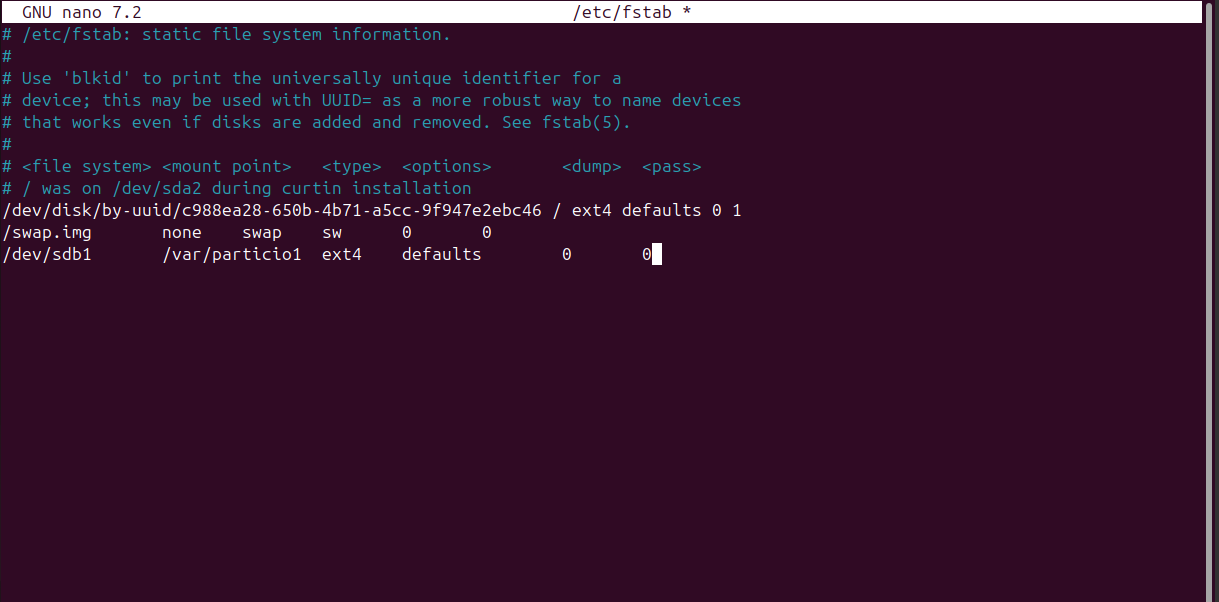 GNU nano 7.2 /etc/fstab *
# /etc/fstab: static file system information.
#
# Use 'blkid' to print the universally unique identifier for a
# device; this may be used with UUID= as a more robust way to name devices
# that works even if disks are added and removed. See fstab(5).
#
# <file system> <mount point>   <type>  <options>       <dump>  <pass>
# / was on /dev/sda2 during curtin installation
/dev/disk/by-uuid/c988ea28-650b-4b71-a5cc-9f947e2ebc46 / ext4 defaults 0 1
/swap.img       none    swap    sw      0       0
/dev/sdb1       /var/particio1  ext4    defaults        0       0